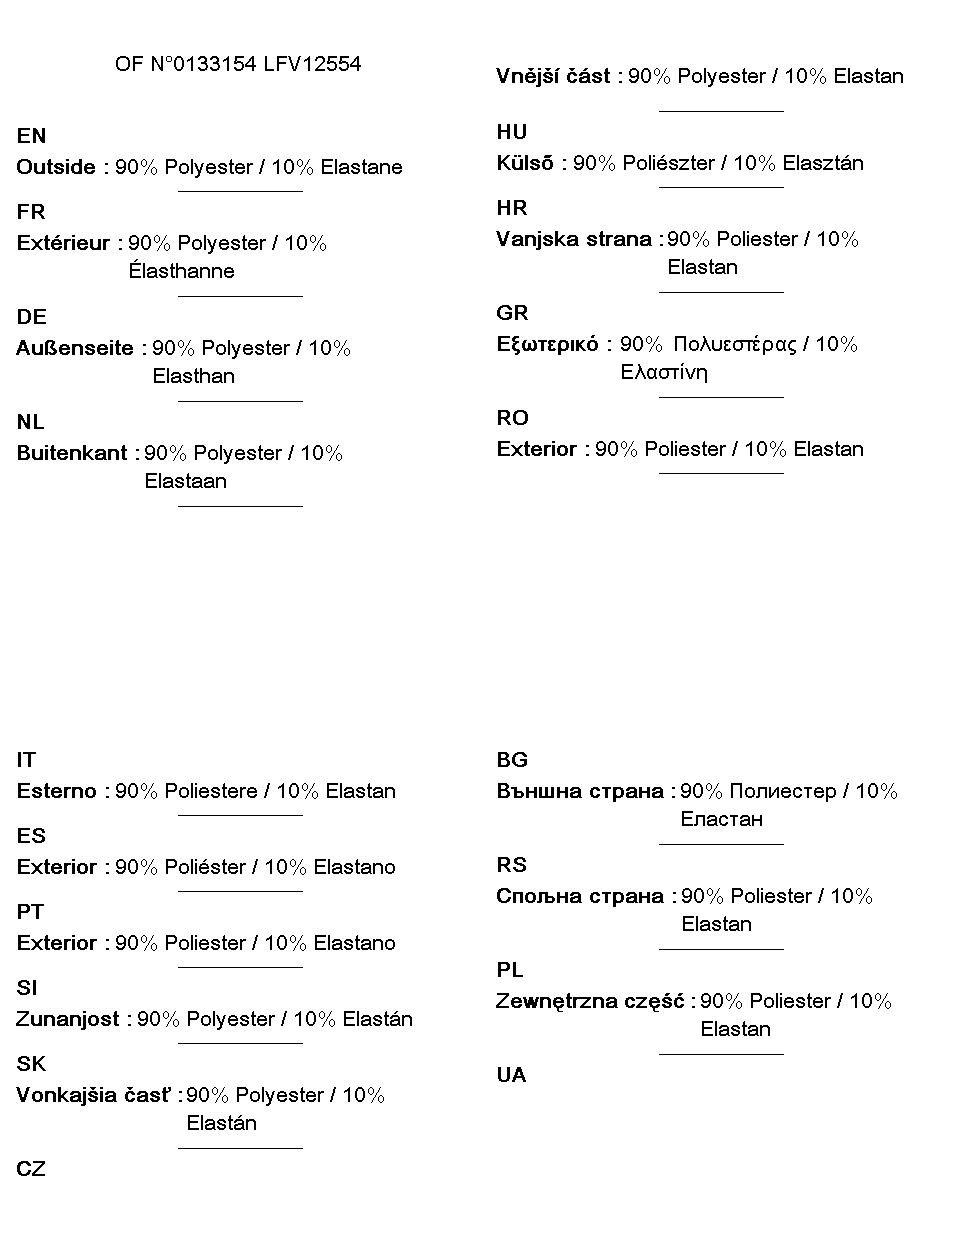 OF N°0133154 LFV12554
EN
Outside : 90% Polyester / 10% Elastane
FR
Extérieur : 90% Polyester / 10%
Élasthanne
DE
Außenseite : 90% Polyester / 10%
Elasthan
NL
Buitenkant : 90% Polyester / 10%
Elastaan
IT
Esterno : 90% Poliestere / 10% Elastan
ES
Exterior : 90% Poliéster / 10% Elastano
PT
Exterior : 90% Poliester / 10% Elastano
SI
Zunanjost : 90% Polyester / 10% Elastán
SK
Vonkajšia časť : 90% Polyester / 10%
Elastán
CZ
Vnější část : 90% Polyester / 10% Elastan
HU
Külső : 90% Poliészter / 10% Elasztán
HR
Vanjska strana : 90% Poliester / 10%
Elastan
GR
Εξωτερικό : 90% Πολυεστέρας / 10%
Ελαστίνη
RO
Exterior : 90% Poliester / 10% Elastan
BG
Външна страна : 90% Полиестер / 10%
Еластан
RS
Спољна страна : 90% Poliester / 10%
Elastan
PL
Zewnętrzna część : 90% Poliester / 10%
Elastan
UA